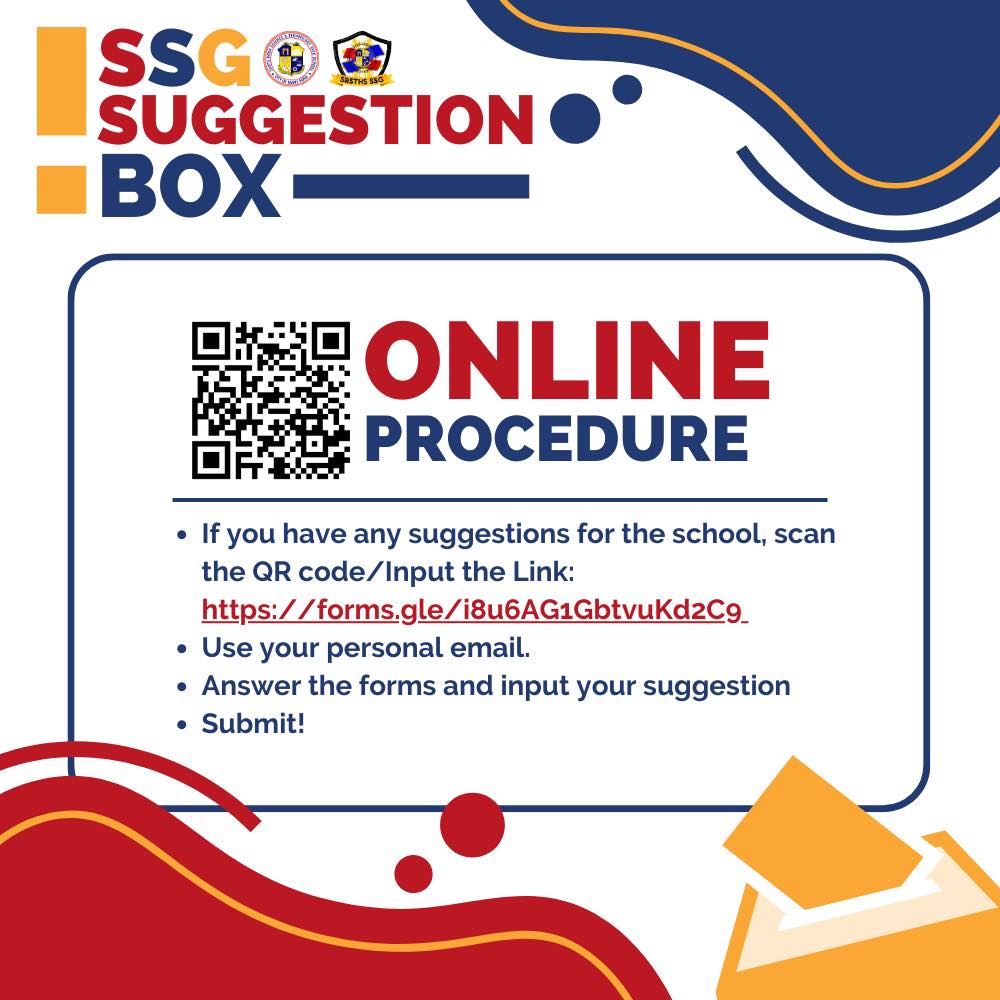 SSG
SRSTHS SSG
SUGGESTION
BOX
ONLINE
PROCEDURE
• If you have any suggestions for the school, scan
the QR code/Input the Link:
https://forms.gle/i8u6AG1GbtvuKd2C9
• Use your personal email.
• Answer the forms and input your suggestion
• Submit!